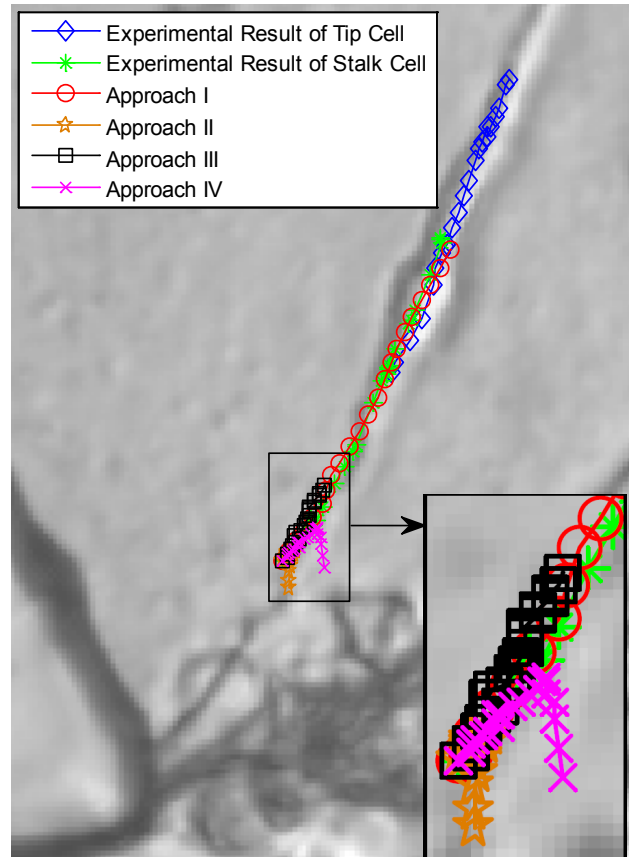 Experimental Result of Tip Cell
Experimental Result of Stalk Cell
Approach I
Approach II
Approach III
Approach IV